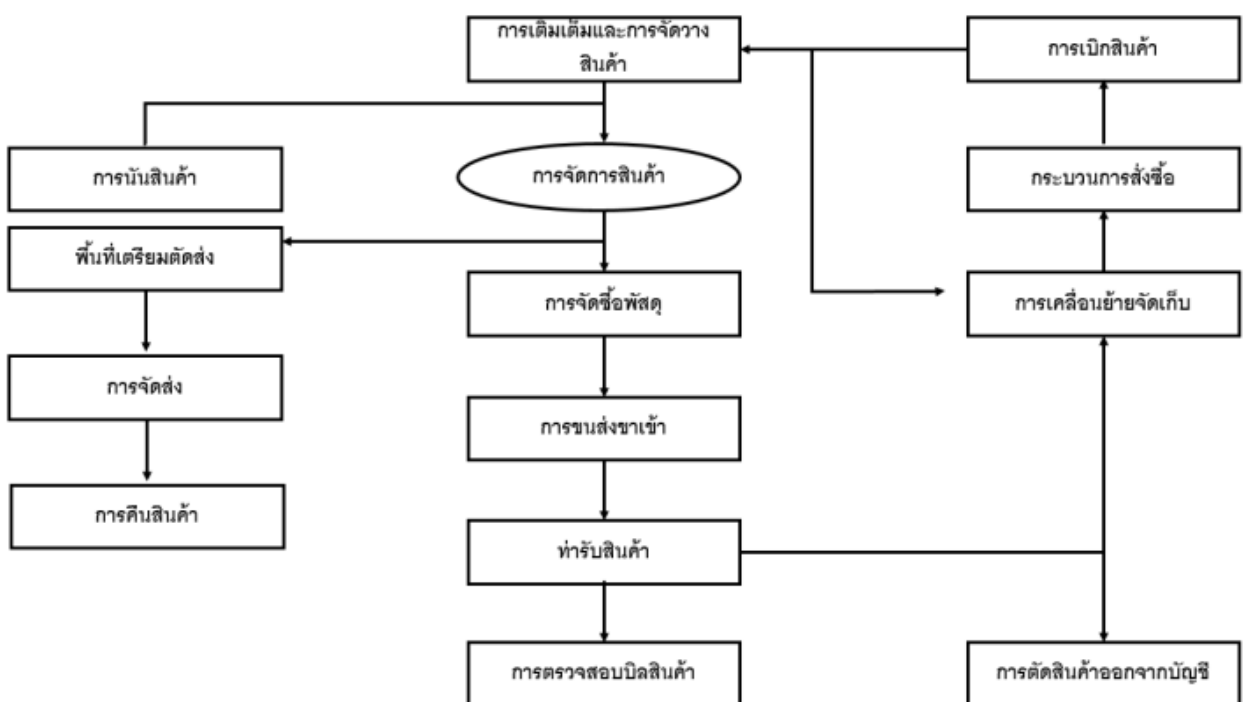 การเติมเต็มและการจัดวาง
สินค้า
การเบิกสินค้า
การนันสินค้า
การจัดการสินค้า
กระบวนการสั่งซื้อ
พื้นที่เตรียมตัดส่ง
การจัดซื้อพัสดุ
การเคลื่อนย้ายจัดเก็บ
การจัดส่ง
การขนส่งขาเข้า
การคืนสินค้า
ท่ารับสินค้า
การตรวจสอบบิลสินค้า
การตัดสินค้าออกจากบัญชี